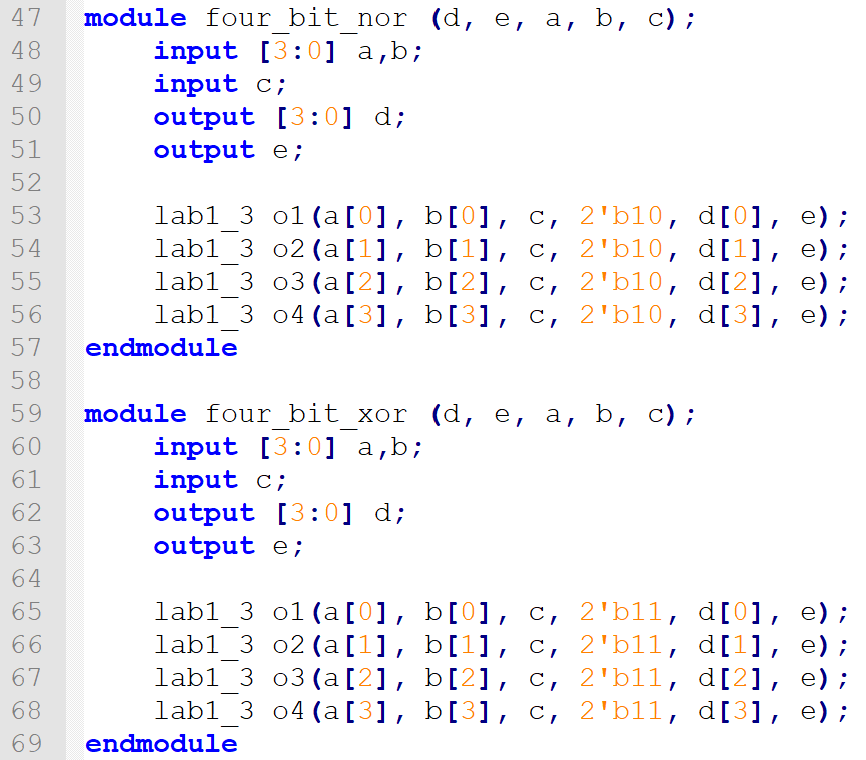 47 module four_bit_nor (d, e, a, b, c);
48     input [3:0] a,b;
49     input c;
50     output [3:0] d;
51     output e;
52
53     lab1_3 o1(a[0], b[0], c, 2'b10, d[0], e);
54     lab1_3 o2(a[1], b[1], c, 2'b10, d[1], e);
55     lab1_3 o3(a[2], b[2], c, 2'b10, d[2], e);
56     lab1_3 o4(a[3], b[3], c, 2'b10, d[3], e);
57 endmodule
58
59 module four_bit_xor (d, e, a, b, c);
60     input [3:0] a,b;
61     input c;
62     output [3:0] d;
63     output e;
64
65     lab1_3 o1(a[0], b[0], c, 2'b11, d[0], e);
66     lab1_3 o2(a[1], b[1], c, 2'b11, d[1], e);
67     lab1_3 o3(a[2], b[2], c, 2'b11, d[2], e);
68     lab1_3 o4(a[3], b[3], c, 2'b11, d[3], e);
69 endmodule